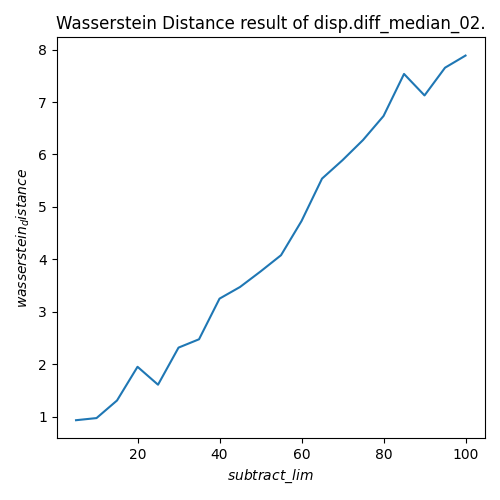 Wasserstein Distance result of disp.diff_median_02.
8
7
6
5
4
3
2
1
wasserstein_distance
20 40 60 80 100
subtract_lim